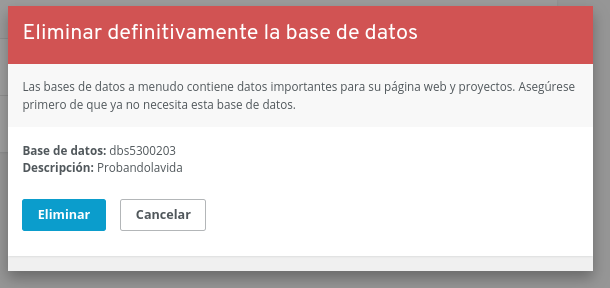 Eliminar definitivamente la base de datos
Las bases de datos a menudo contiene datos importantes para su página web y proyectos. Asegúrese
primero de que ya no necesita esta base de datos.
Base de datos: dbs5300203
Descripción: Probandolavida
Eliminar
Cancelar